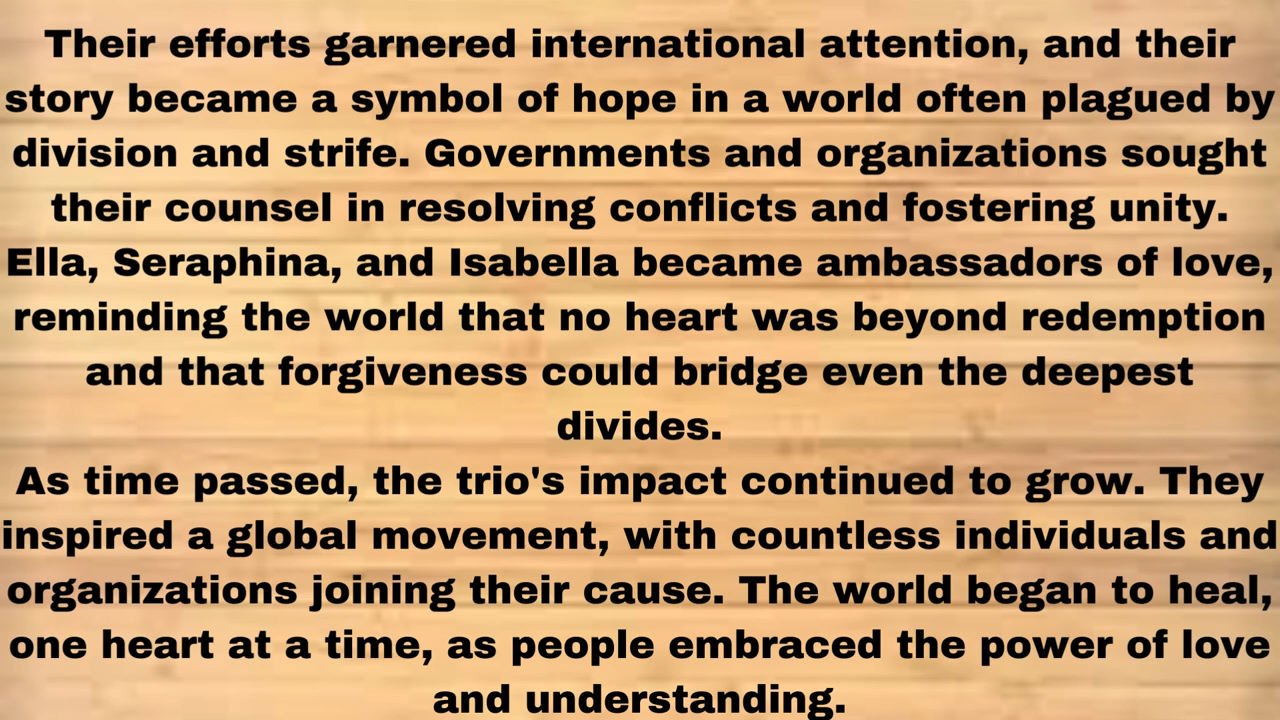 Their efforts garnered international attention, and their
story became a symbol of hope in a world often plagued by
division and strife. Governments and organizations sought
their counsel in resolving conflicts and fostering unity.
Ella, Seraphina, and Isabella became ambassadors of love,
reminding the world that no heart was beyond redemption
and that forgiveness could bridge even the deepest
divides.
As time passed, the trio's impact continued to grow. They
inspired a global movement, with countless individuals and
organizations joining their cause. The world began to heal,
one heart at a time, as people embraced the power of love
and understanding.